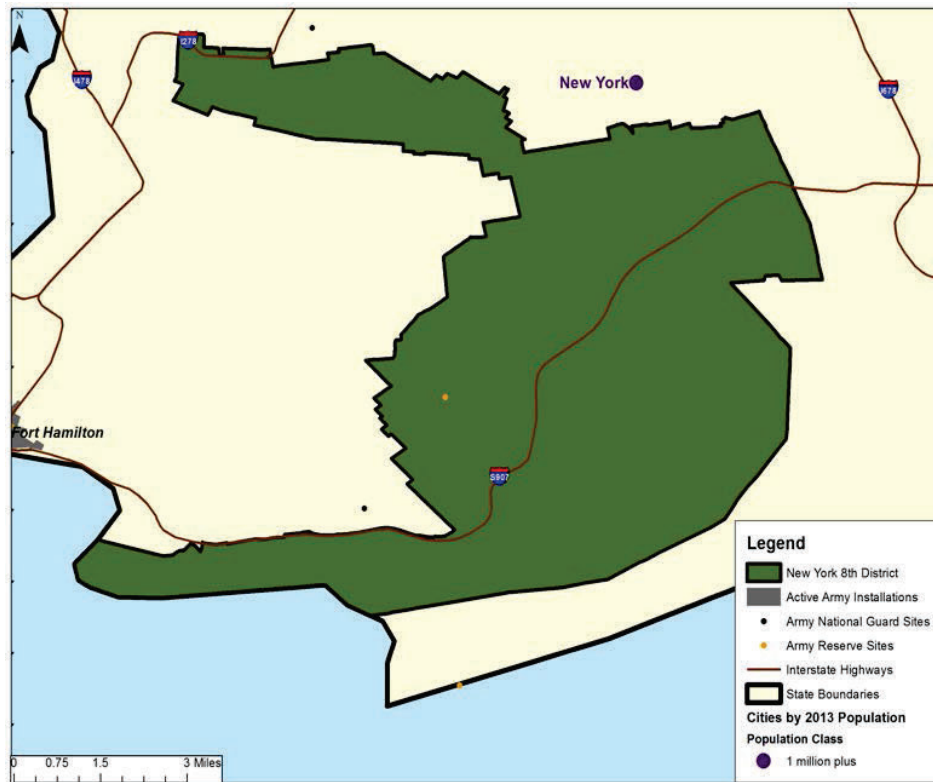 N
I278
I478
New York
I678
Fort Hamilton
S907
Legend
New York 8th District
Active Army Installations
Army National Guard Sites
Army Reserve Sites
Interstate Highways
State Boundaries
Cities by 2013 Population
Population Class
1 million plus
0 0.75 1.5 3 Miles